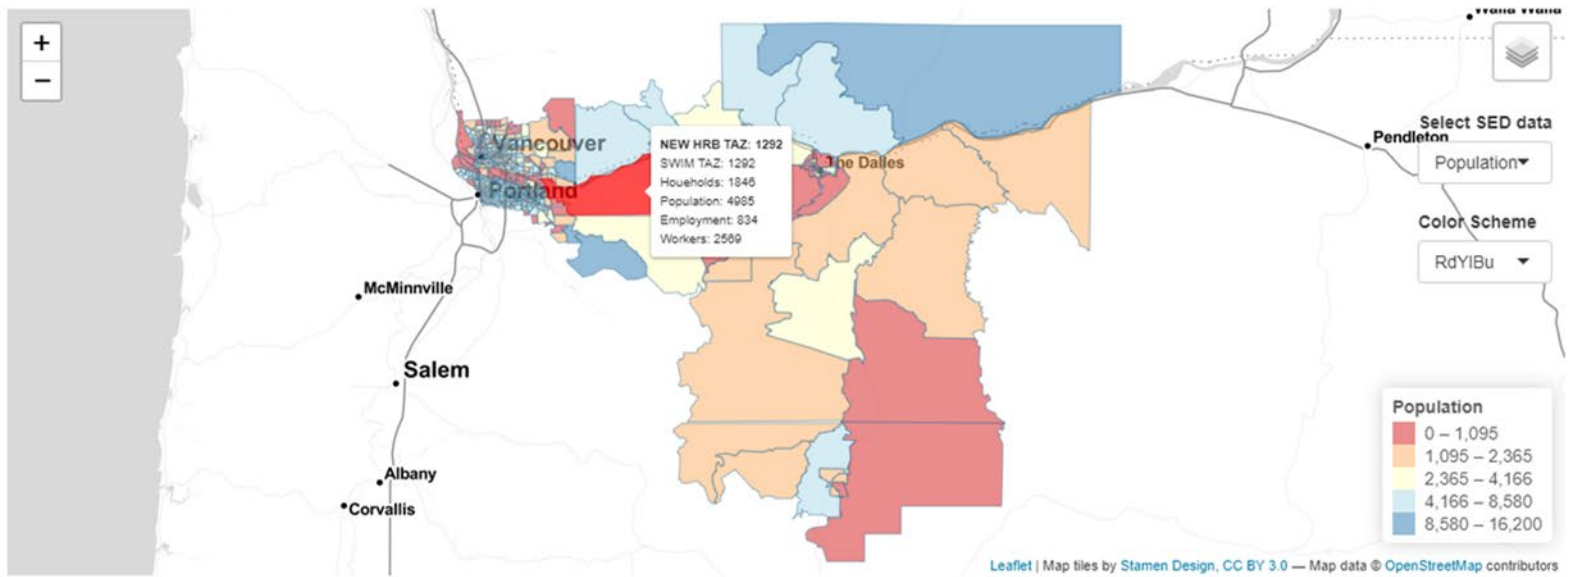 +
−
Walla Walla
Vancouver
Portland
NEW HRB TAZ: 1292
SWIM TAZ: 1292
Houeholds: 1846
Population: 4985
Employment: 834
Workers: 2569
The Dalles
Pendleton
Select SED data
Population
Color Scheme
RdYlBu
McMinnville
Salem
Albany
Corvallis
Population
0 – 1,095
1,095 – 2,365
2,365 – 4,166
4,166 – 8,580
8,580 – 16,200
Leaflet | Map tiles by Stamen Design, CC BY 3.0 — Map data © OpenStreetMap contributors